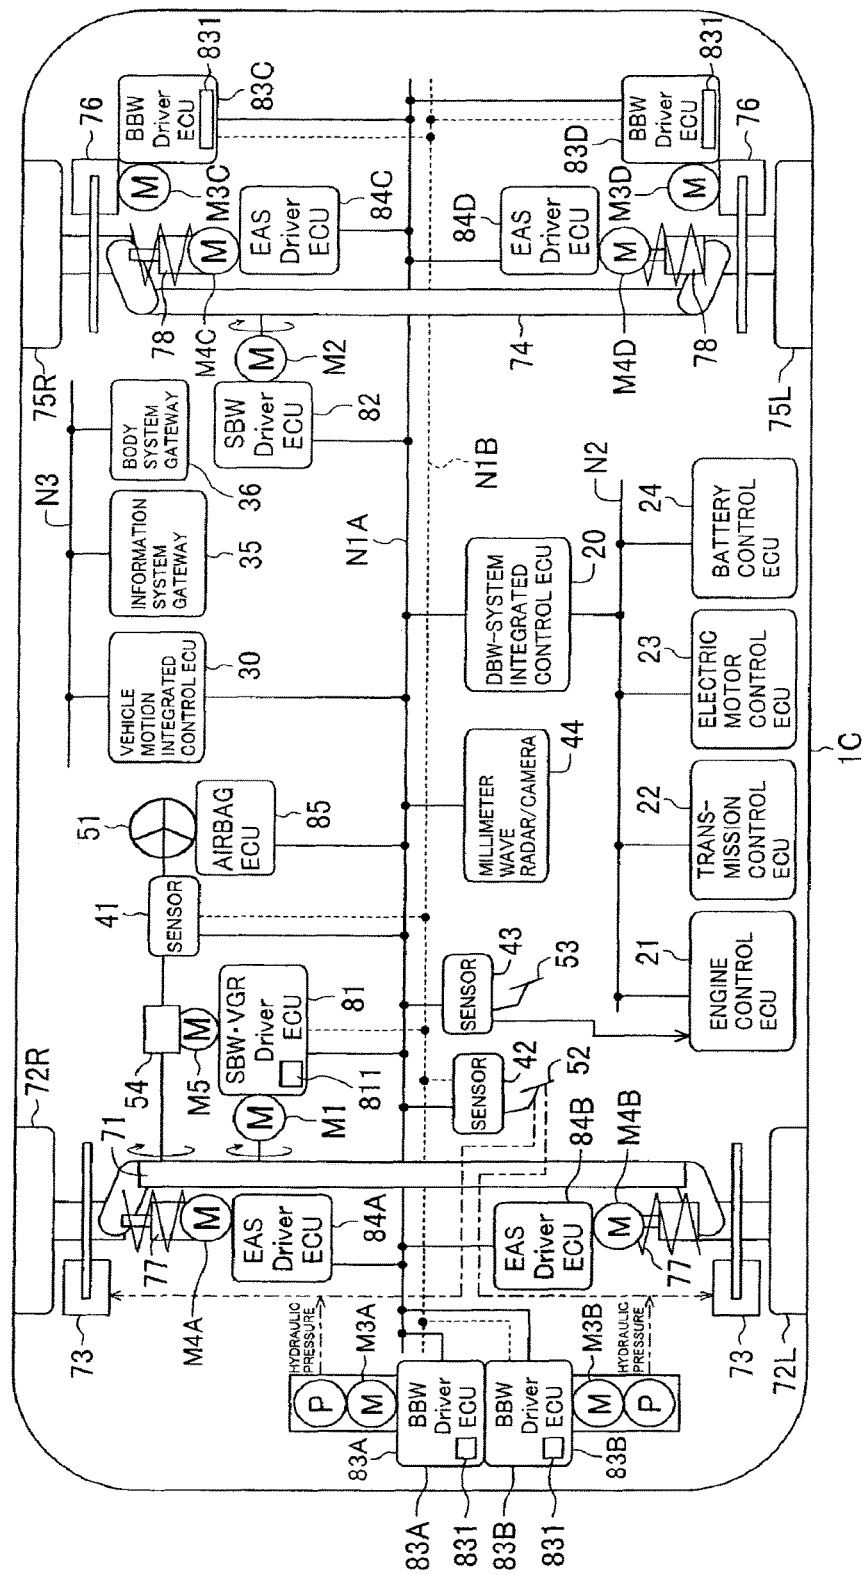 72R
75R
73
M4A
77
71
54
M5
51
41
SENSOR
SBW・VGR
Driver
ECU
81
811
M
M
M1
AIRBAG
ECU
85
VEHICLE
MOTION
INTEGRATED
CONTROL ECU
30
N3
INFORMATION
SYSTEM
GATEWAY
35
BODY
SYSTEM
GATEWAY
36
SBW
Driver
ECU
82
M
M2
78
M4C
M
EAS
Driver
ECU
84C
76
M
M3C
BBW
Driver
ECU
831
83C
M
EAS
Driver
ECU
84A
HYDRAULIC
PRESSURE
P
M
M3A
83A
BBW
Driver
ECU
83A
831
BBW
Driver
ECU
83B
831
83B
M
P
M3B
HYDRAULIC
PRESSURE
N1A
N1B
EAS
Driver
ECU
84B
M
M4B
77
73
72L
SENSOR
42
52
SENSOR
43
53
MILLIMETER
WAVE
RADAR/CAMERA
44
DBW-SYSTEM
INTEGRATED
CONTROL ECU
20
N2
ENGINE
CONTROL
ECU
21
TRANS-
MISSION
CONTROL
ECU
22
ELECTRIC
MOTOR
CONTROL
ECU
23
BATTERY
CONTROL
ECU
24
74
EAS
Driver
ECU
84D
M
M4D
78
75L
BBW
Driver
ECU
831
83D
M
M3D
76
1C